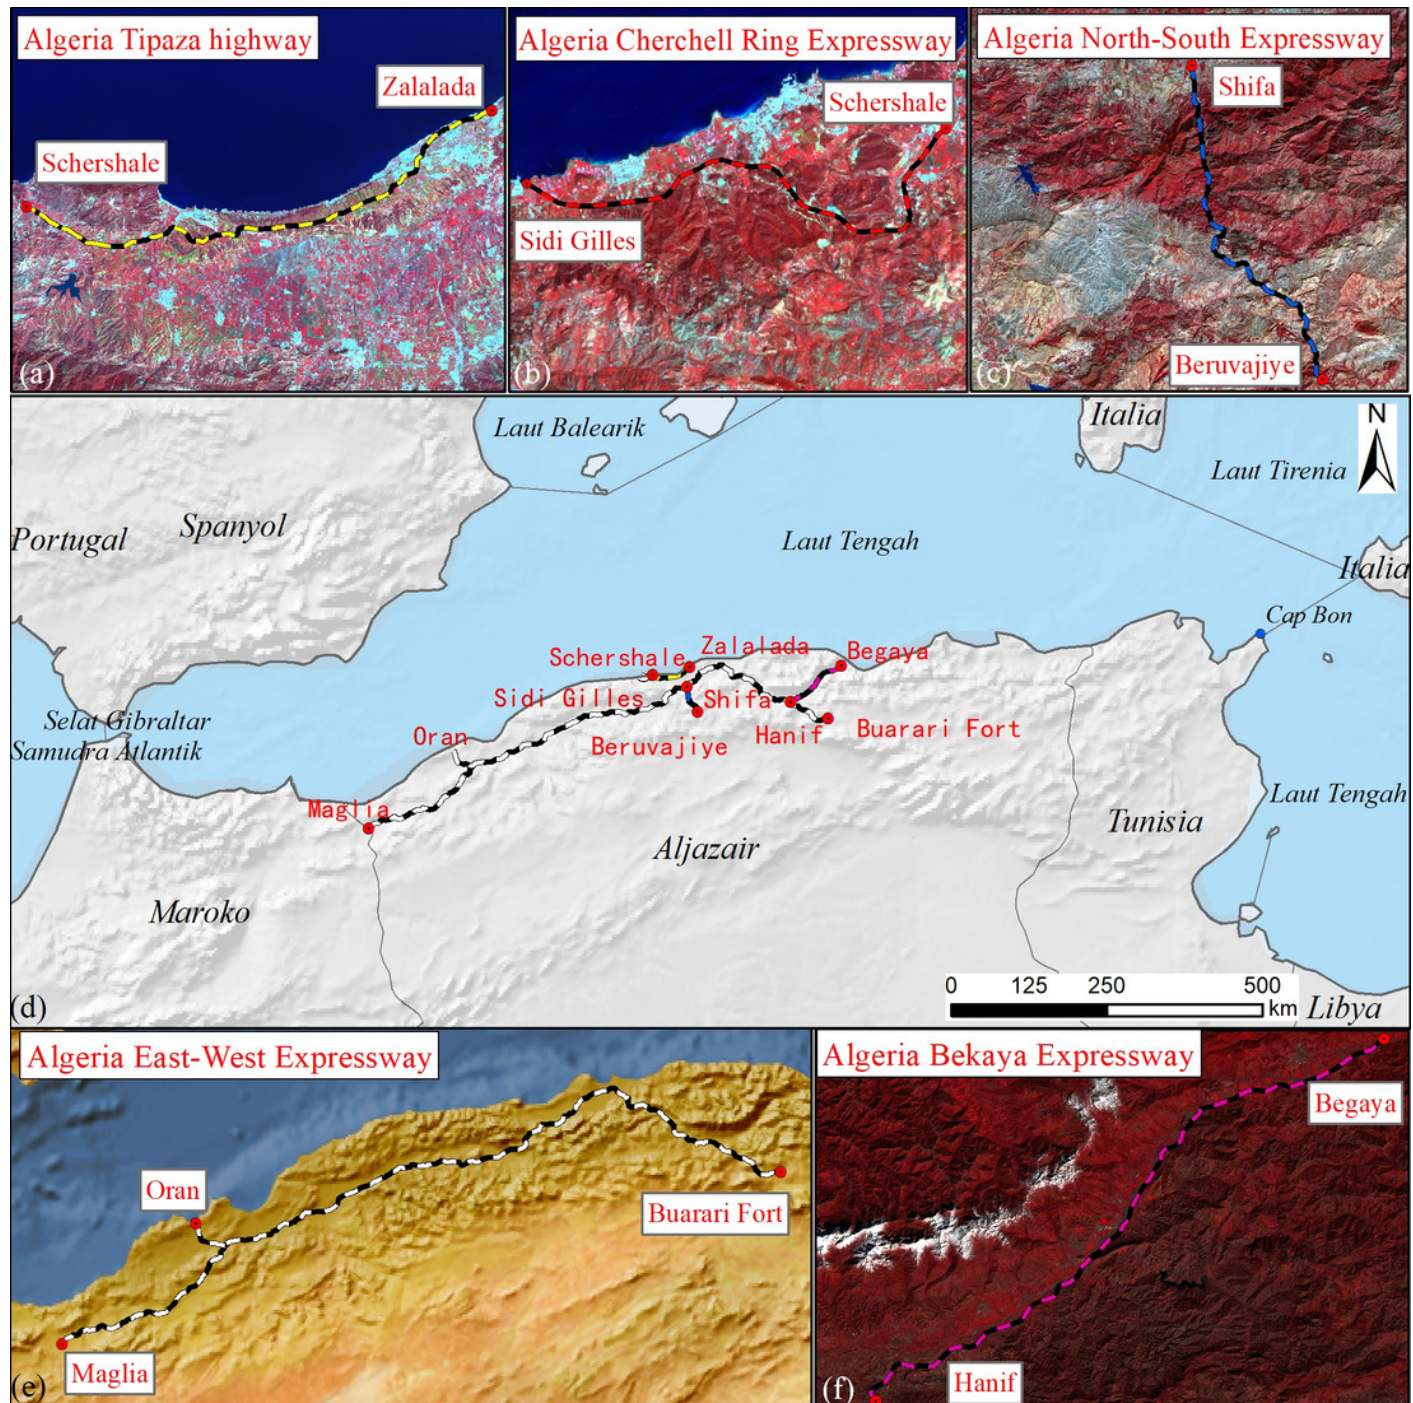 Algeria Tipaza highway
Zalalada
Schershale
(a)
Algeria Cherchell Ring Expressway
Schershale
Sidi Gilles
(b)
Algeria North-South Expressway
Shifa
Beruvajiye
(c)
Laut Balearik
Italia
N
Laut Tirenia
Portugal
Spanyol
Laut Tengah
Italia
Cap Bon
Schershale
Zalalada
Begaya
Sidi Gilles
Shifa
Selat Gibraltar
Samudra Atlantik
Oran
Beruvajiye
Hanif
Buarari Fort
Laut Tengah
Maglia
Tunisia
Aljazair
Maroko
0 125 250 500
km
Libya
(d)
Algeria East-West Expressway
Oran
Buarari Fort
Maglia
(e)
Algeria Bekaya Expressway
Begaya
Hanif
(f)